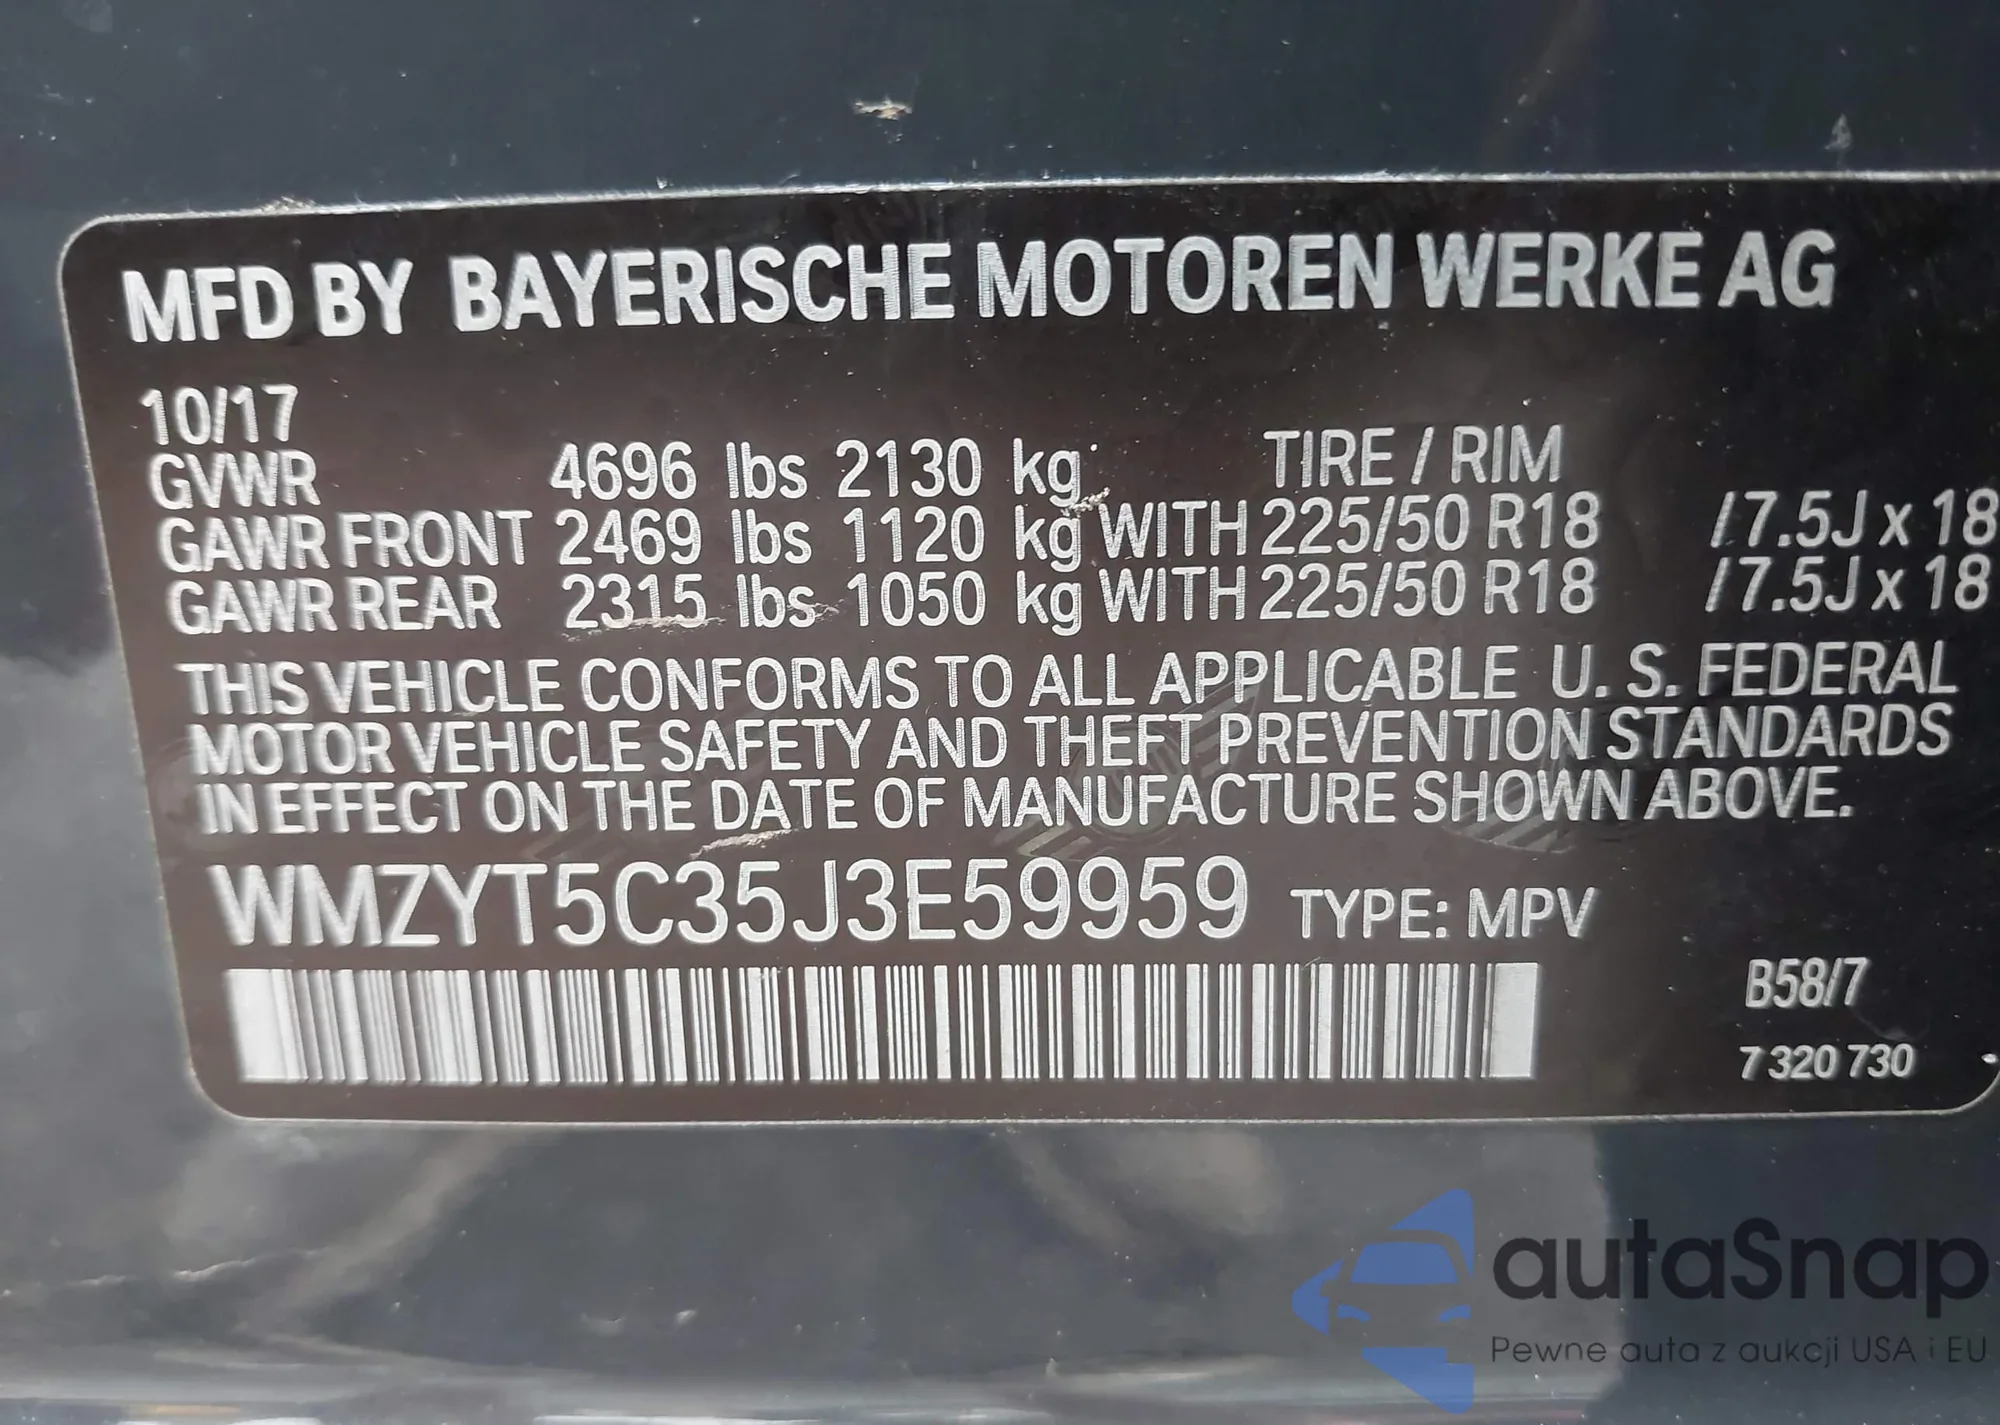 MFD BY BAYERISCHE MOTOREN WERKE AG
10/17
GVWR 4696 lbs 2130 kg TIRE / RIM
GAWR FRONT 2469 lbs 1120 kg WITH 225/50 R18 / 7.5J x 18
GAWR REAR 2315 lbs 1050 kg WITH 225/50 R18 / 7.5J x 18
THIS VEHICLE CONFORMS TO ALL APPLICABLE U. S. FEDERAL
MOTOR VEHICLE SAFETY AND THEFT PREVENTION STANDARDS
IN EFFECT ON THE DATE OF MANUFACTURE SHOWN ABOVE.
WMZYT5C35J3E59959 TYPE: MPV
B58/7
7 320 730
autaSnap
Pewne auta z aukcji USA i EU